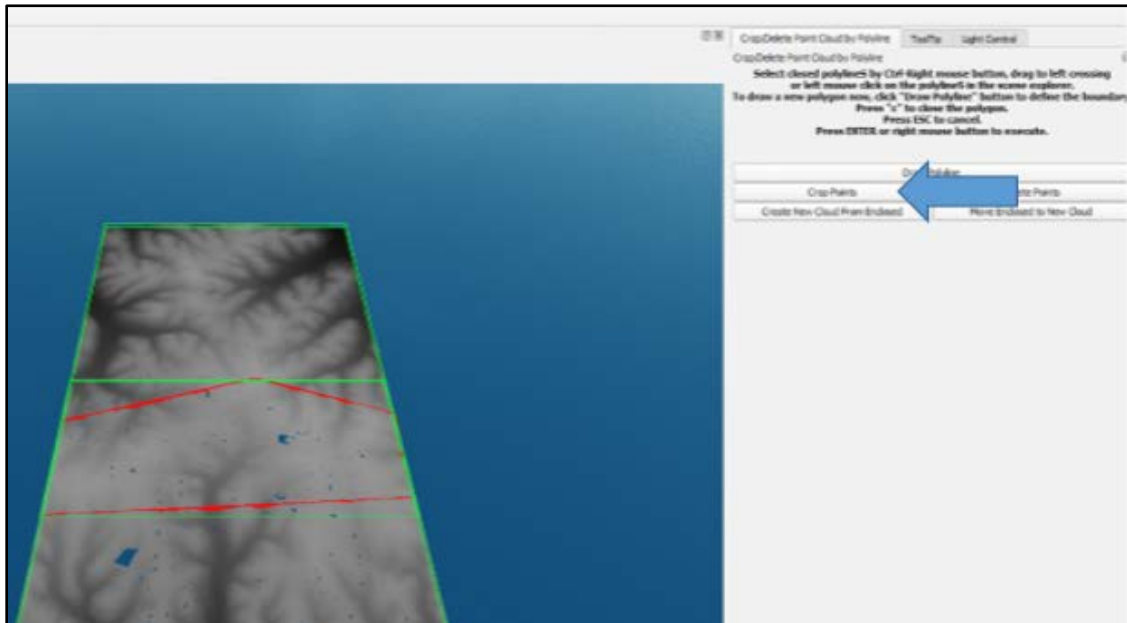 Crop/Delete Point Cloud by Polyline
ToolTip
Light Control
Crop/Delete Point Cloud by Polyline
Select closed polylineS by Ctrl-Right mouse button, drag to left crossing
or left mouse click on the polylineS in the scene explorer.
To draw a new polygon now, click "Draw Polyline" button to define the boundary
Press "c" to close the polygon.
Press ESC to cancel.
Press ENTER or right mouse button to execute.
Polyline
Crop Points
Points
Create New Cloud From Enclosed
Move Enclosed to New Cloud